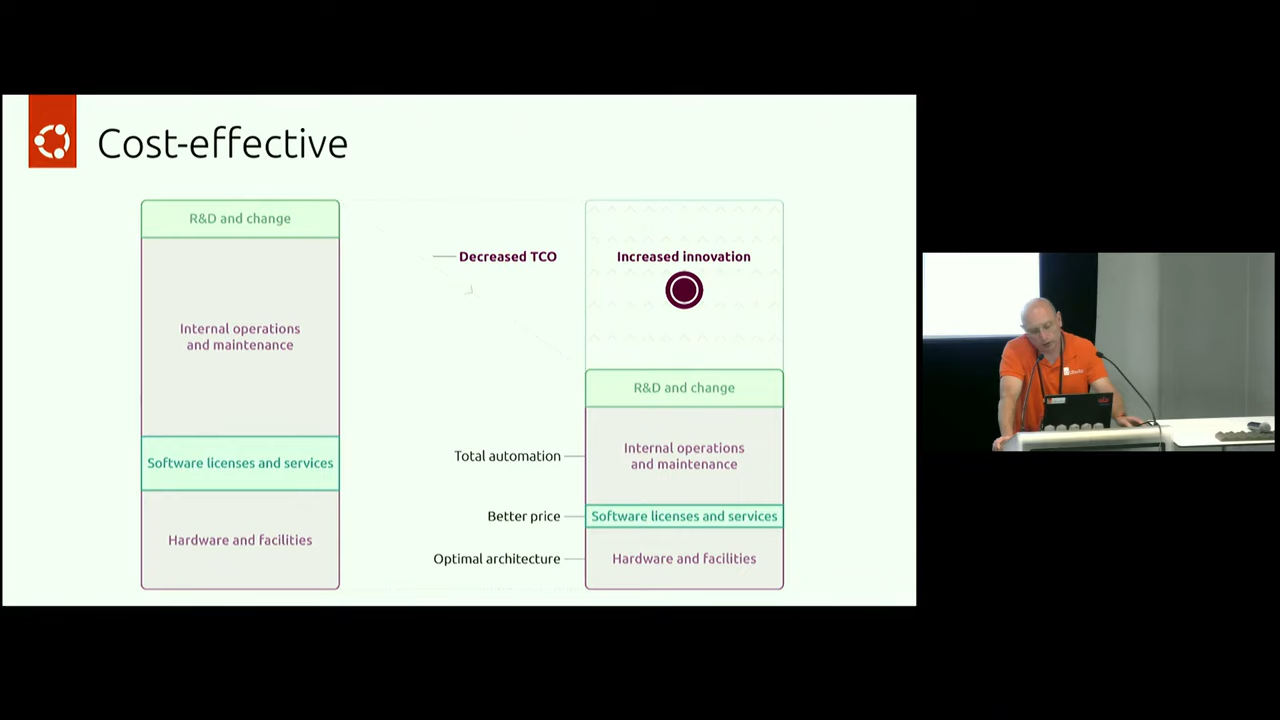 Cost-effective
R&D and change
Internal operations
and maintenance
Software licenses and services
Hardware and facilities
Decreased TCO
Increased innovation
R&D and change
Total automation
Internal operations
and maintenance
Better price
Software licenses and services
Optimal architecture
Hardware and facilities